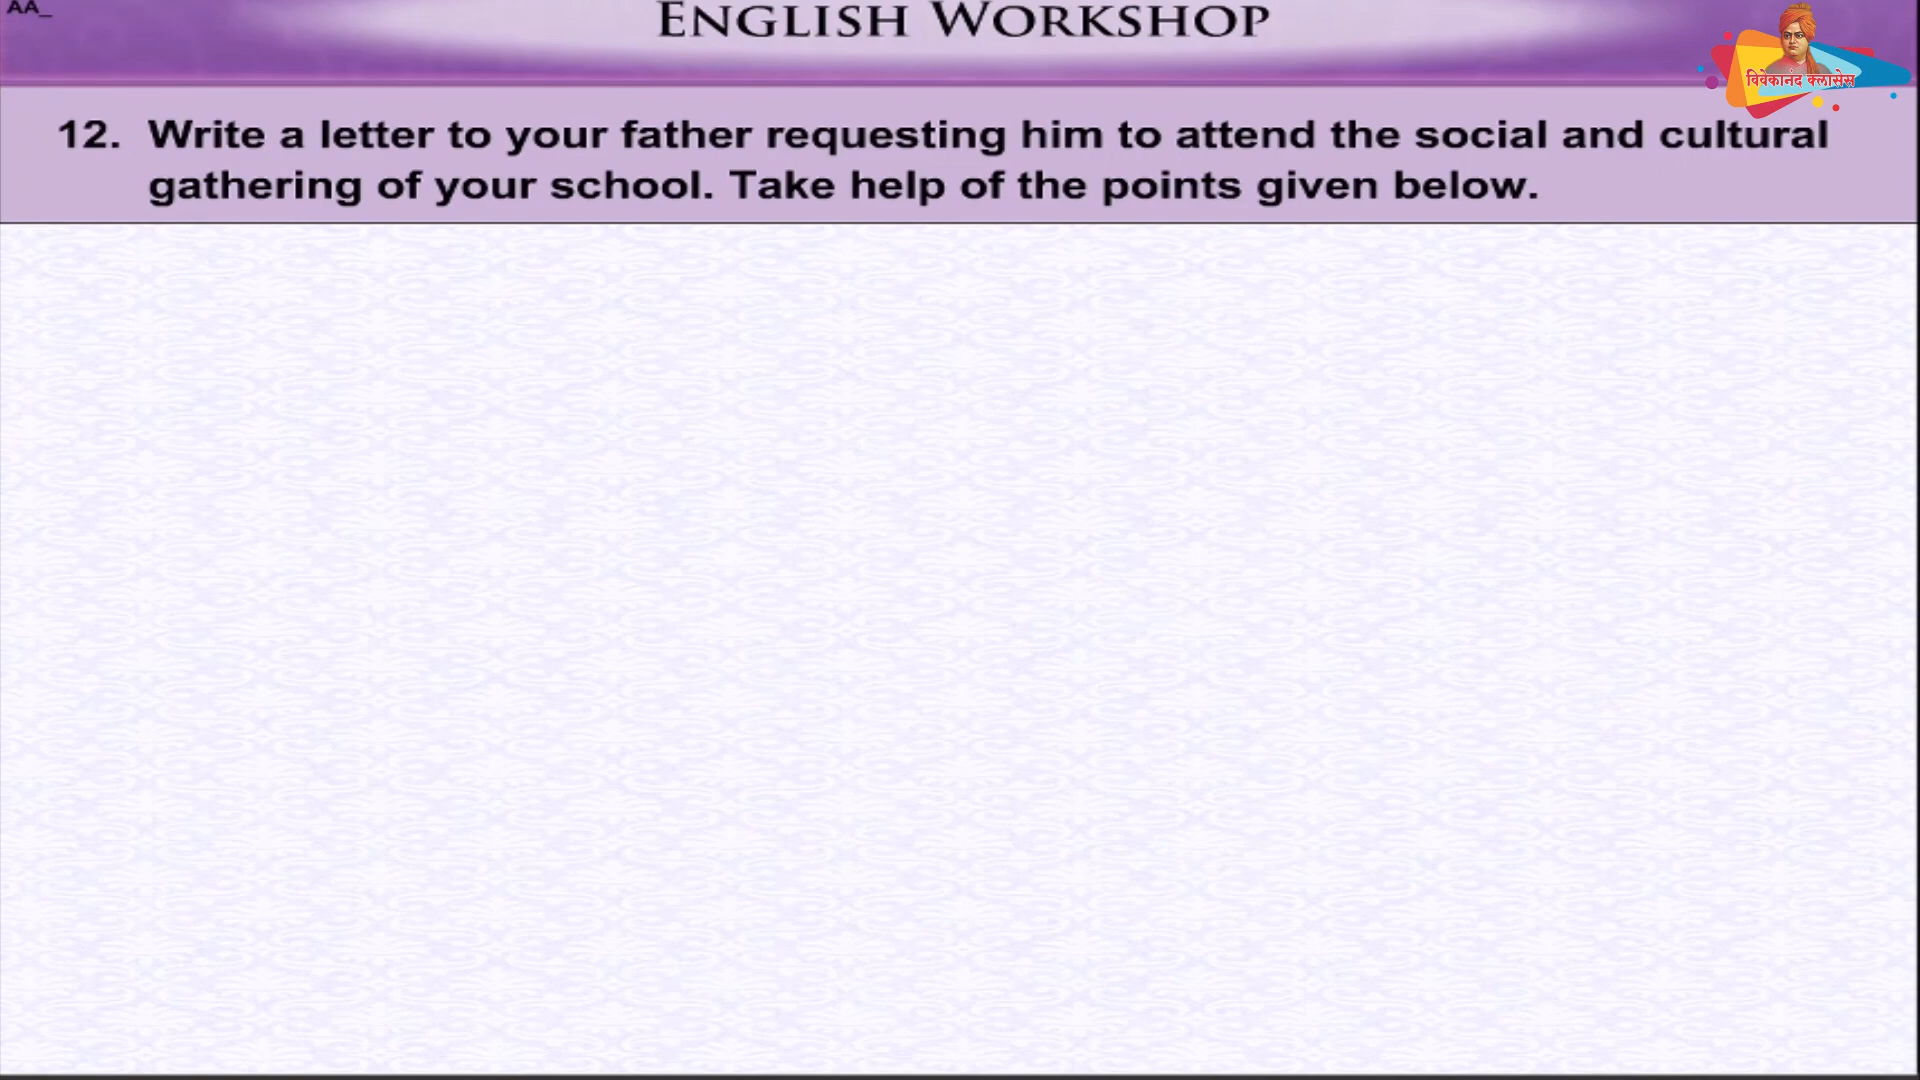 AA_
ENGLISH WORKSHOP
विवेकानंद क्लासेस
12. Write a letter to your father requesting him to attend the social and cultural
gathering of your school. Take help of the points given below.